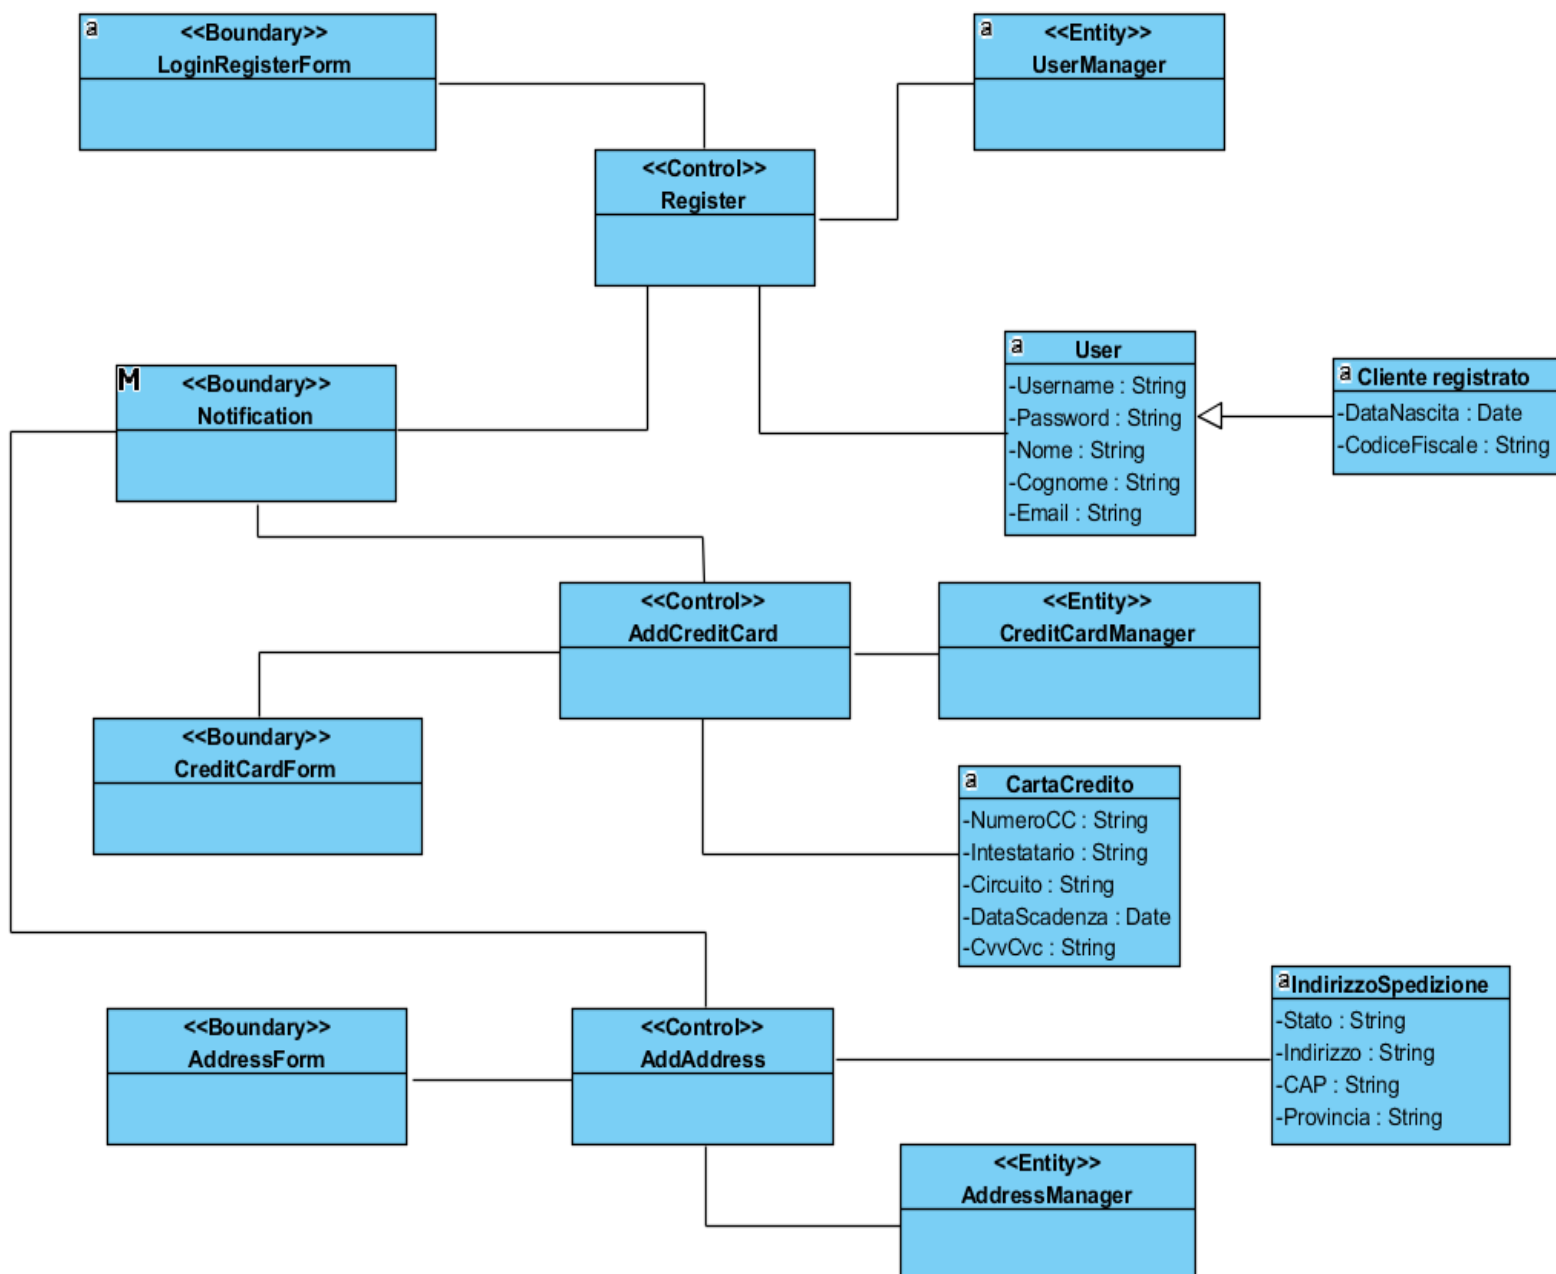 a
<<Boundary>>
LoginRegisterForm
a
<<Entity>>
UserManager
<<Control>>
Register
M
<<Boundary>>
Notification
a
User
-Username : String
-Password : String
-Nome : String
-Cognome : String
-Email : String
a
Cliente registrato
-DataNascita : Date
-CodiceFiscale : String
<<Control>>
AddCreditCard
<<Entity>>
CreditCardManager
<<Boundary>>
CreditCardForm
a
CartaCredito
-NumeroCC : String
-Intestatario : String
-Circuito : String
-DataScadenza : Date
-CvvCvc : String
<<Boundary>>
AddressForm
<<Control>>
AddAddress
a
IndirizzoSpedizione
-Stato : String
-Indirizzo : String
-CAP : String
-Provincia : String
<<Entity>>
AddressManager